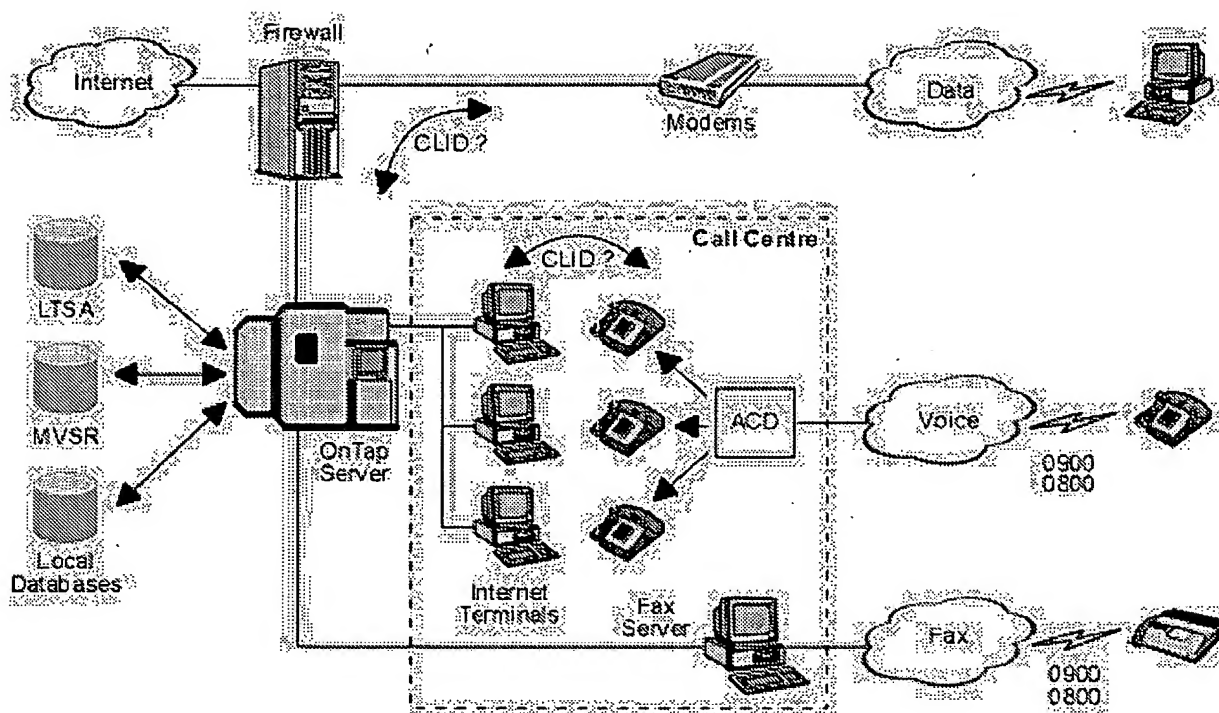 Firewall
Internet
Data
Modems
CLID ?
Call Centre
CLID ?
LTSA
MVSR
OnTap
Server
ACD
Voice
0900
0800
Local
Databases
Internet
Terminals
Fax
Server
Fax
0900
0800